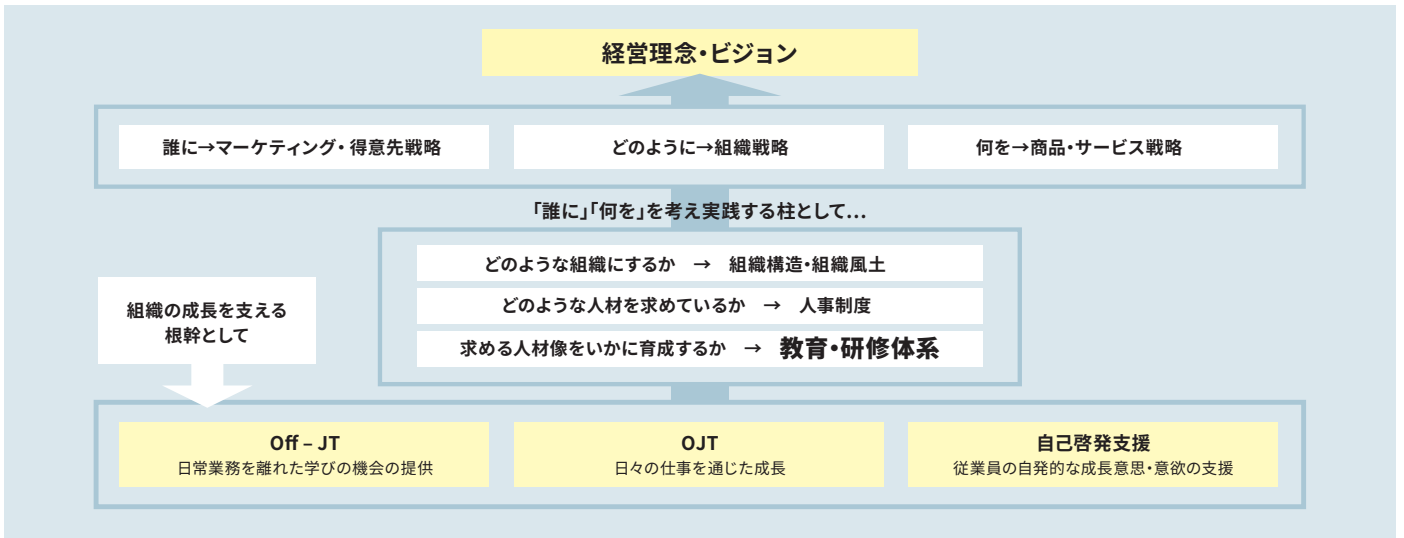 経営理念・ビジョン
誰に→マーケティング・得意先戦略
どのように→組織戦略
何を→商品・サービス戦略
「誰に」「何を」を考え実践する柱として…
どのような組織にするか　→　組織構造・組織風土
どのような人材を求めているか　→　人事制度
求める人材像をいかに育成するか　→　教育・研修体系
組織の成長を支える
根幹として
Off – JT
日常業務を離れた学びの機会の提供
OJT
日々の仕事を通じた成長
自己啓発支援
従業員の自発的な成長意思・意欲の支援